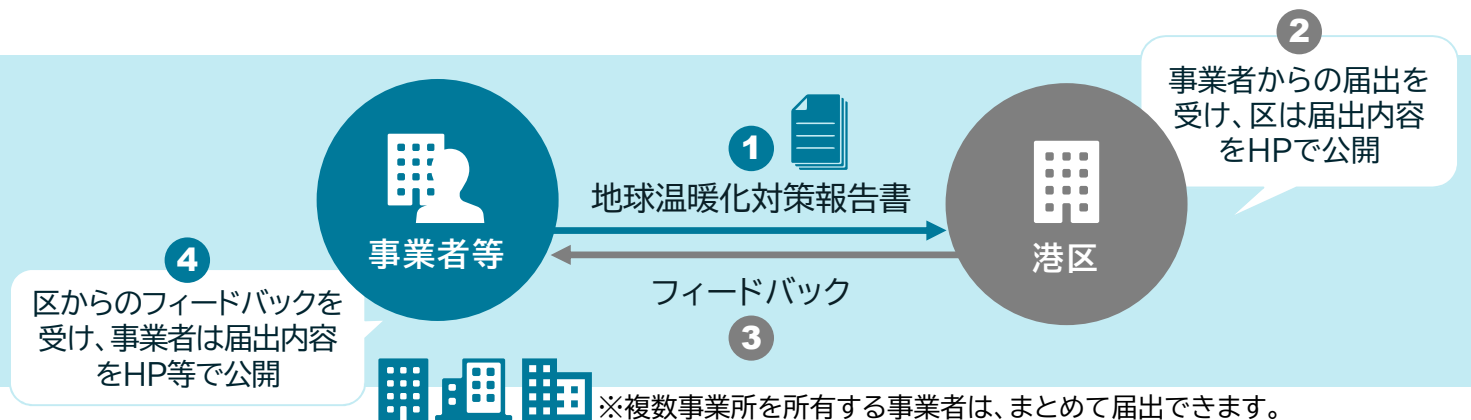 1
地球温暖化対策報告書
事業者等
港区
2
事業者からの届出を
受け、区は届出内容
をHPで公開
フィードバック
3
4
区からのフィードバックを
受け、事業者は届出内容
をHP等で公開
※複数事業所を所有する事業者は、まとめて届出できます。